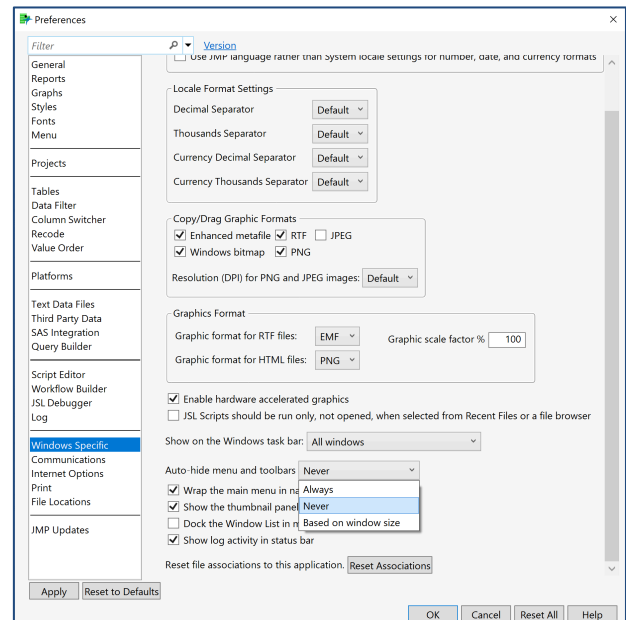 Preferences
Filter
Version
General
Reports
Graphs
Styles
Fonts
Menu
Projects
Tables
Data Filter
Column Switcher
Recode
Value Order
Platforms
Text Data Files
Third Party Data
SAS Integration
Query Builder
Script Editor
Workflow Builder
JSL Debugger
Log
Windows Specific
Communications
Internet Options
Print
File Locations
JMP Updates
Use JMP language rather than System locale settings for number, date, and currency formats
Locale Format Settings
Decimal Separator Default
Thousands Separator Default
Currency Decimal Separator Default
Currency Thousands Separator Default
Copy/Drag Graphic Formats
Enhanced metafile RTF JPEG
Windows bitmap PNG
Resolution (DPI) for PNG and JPEG images: Default
Graphics Format
Graphic format for RTF files: EMF Graphic scale factor % 100
Graphic format for HTML files: PNG
Enable hardware accelerated graphics
JSL Scripts should be run only, not opened, when selected from Recent Files or a file browser
Show on the Windows task bar: All windows
Auto-hide menu and toolbars Never
Wrap the main menu in na Always
Show the thumbnail panel Never
Dock the Window List in Based on window size
Show log activity in status bar
Reset file associations to this application. Reset Associations
Apply Reset to Defaults
OK Cancel Reset All Help